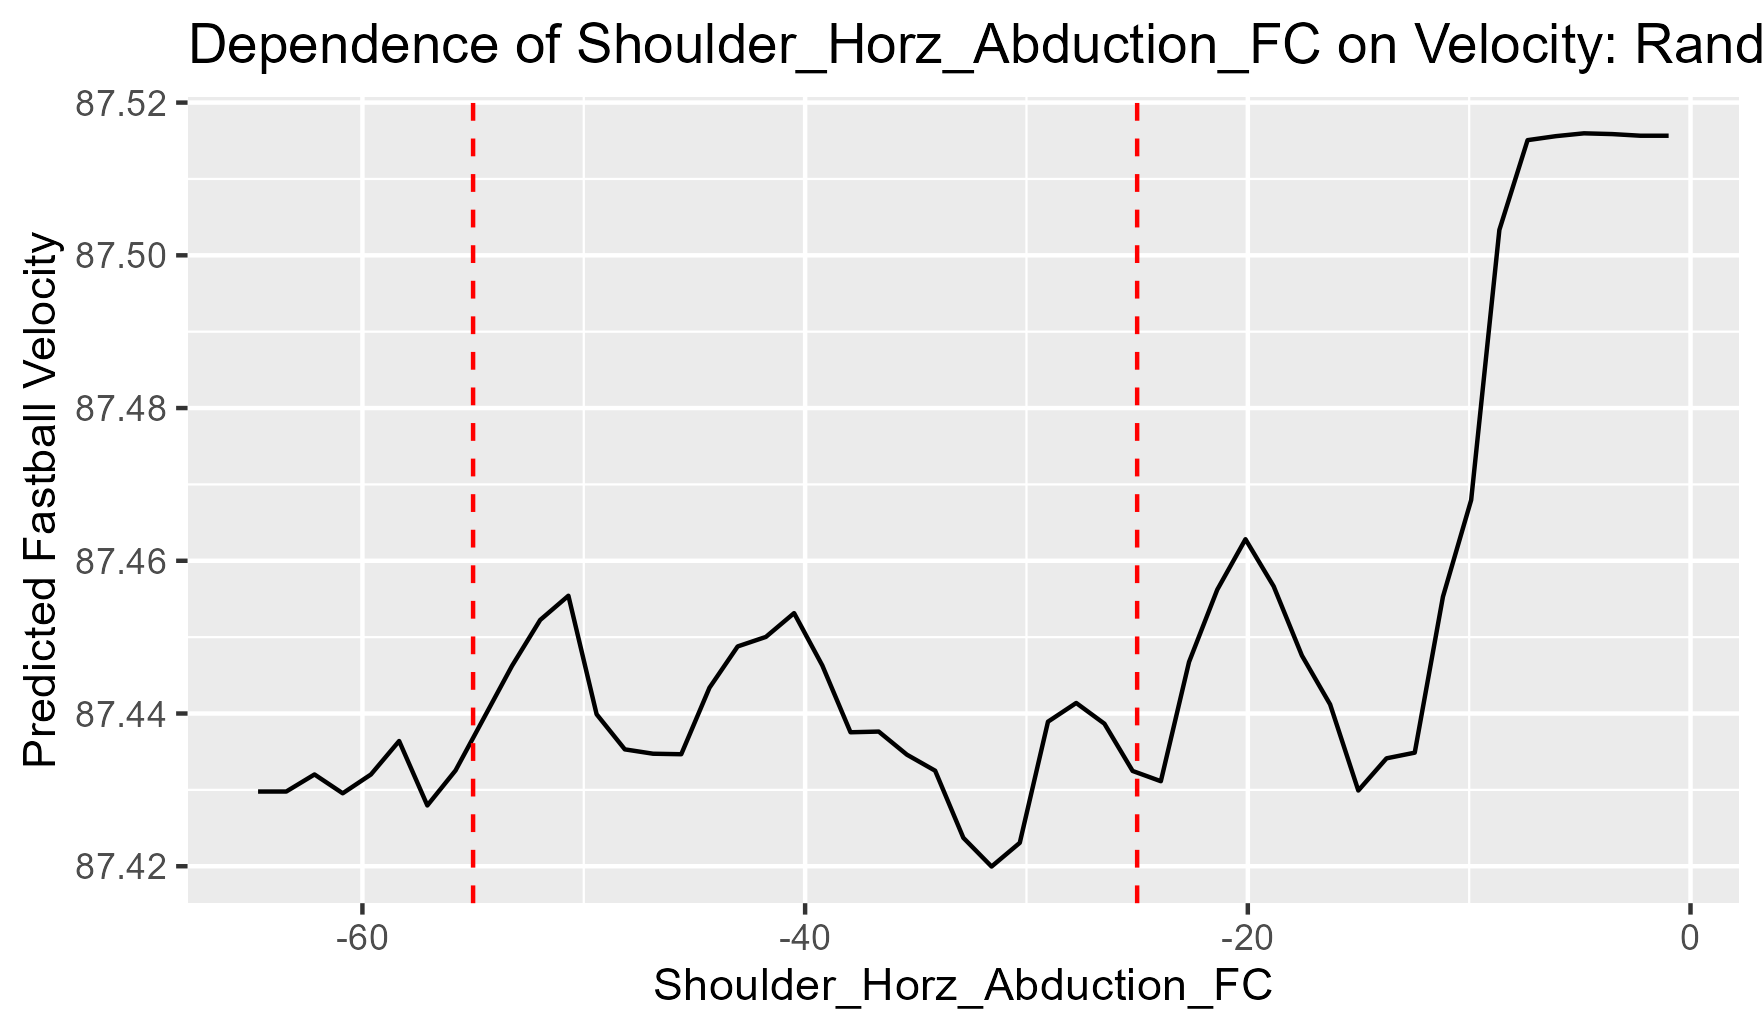 Dependence of Shoulder_Horz_Abduction_FC on Velocity: Rand
87.52
87.50
87.48
87.46
87.44
87.42
Predicted Fastball Velocity
-60 -40 -20 0
Shoulder_Horz_Abduction_FC